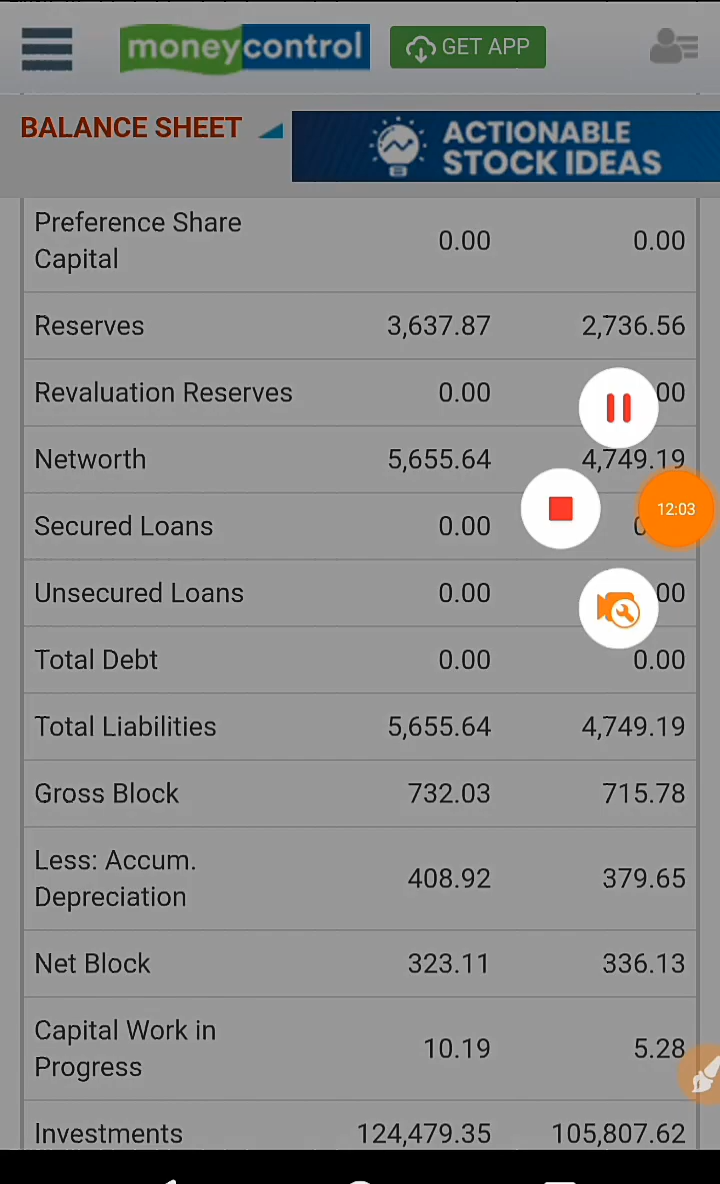 moneycontrol GET APP
BALANCE SHEET
ACTIONABLE
STOCK IDEAS
Preference Share
Capital 0.00 0.00
Reserves 3,637.87 2,736.56
Revaluation Reserves 0.00 00
Networth 5,655.64 4,749.19
Secured Loans 0.00 0
12:03
Unsecured Loans 0.00 00
Total Debt 0.00 0.00
Total Liabilities 5,655.64 4,749.19
Gross Block 732.03 715.78
Less: Accum.
Depreciation 408.92 379.65
Net Block 323.11 336.13
Capital Work in
Progress 10.19 5.28
Investments 124,479.35 105,807.62